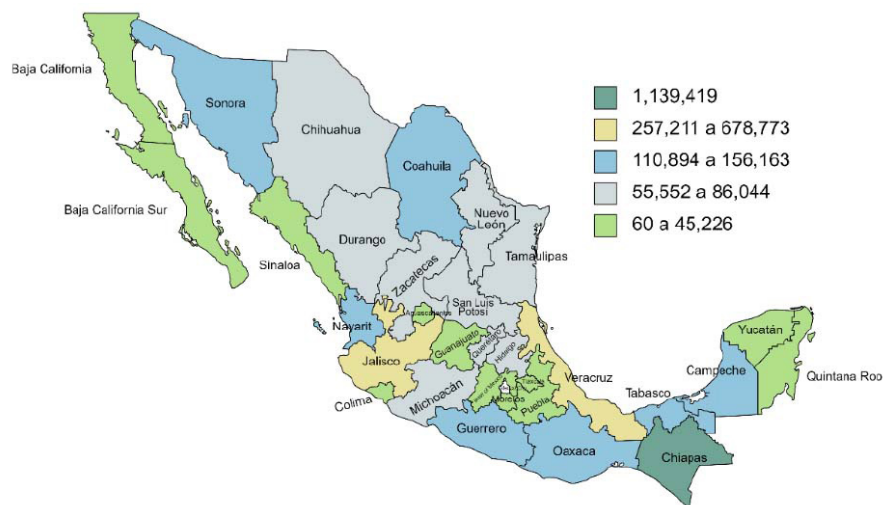 Baja California
Sonora
Chihuahua
Coahuila
Baja California Sur
Nuevo
León
Durango
Tamaulipas
Sinaloa
Zacatecas
San Luis
Potosí
Nayarit
Aguascalientes
Guanajuato
Querétaro
Hidalgo
Jalisco
Veracruz
Colima
Michoacán
Tlaxcala
Morelos
Puebla
Guerrero
Oaxaca
Tabasco
Chiapas
Campeche
Yucatán
Quintana Roo
1,139,419
257,211 a 678,773
110,894 a 156,163
55,552 a 86,044
60 a 45,226